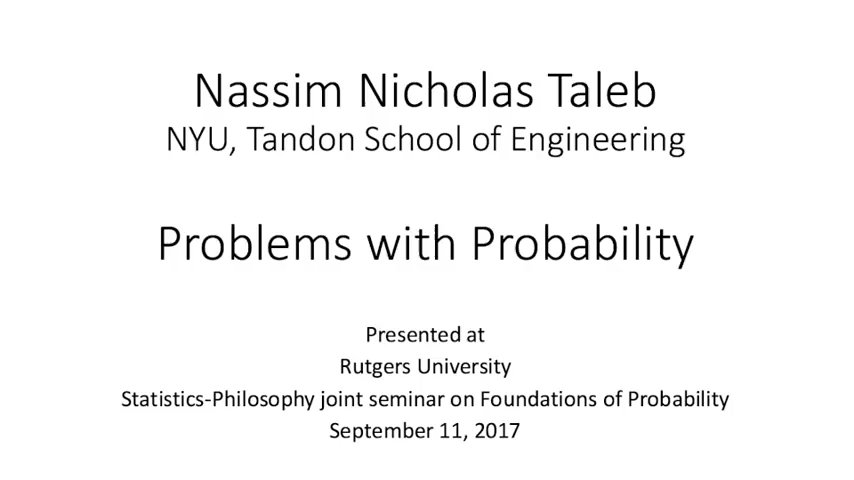 Nassim Nicholas Taleb
NYU, Tandon School of Engineering
Problems with Probability
Presented at
Rutgers University
Statistics-Philosophy joint seminar on Foundations of Probability
September 11, 2017